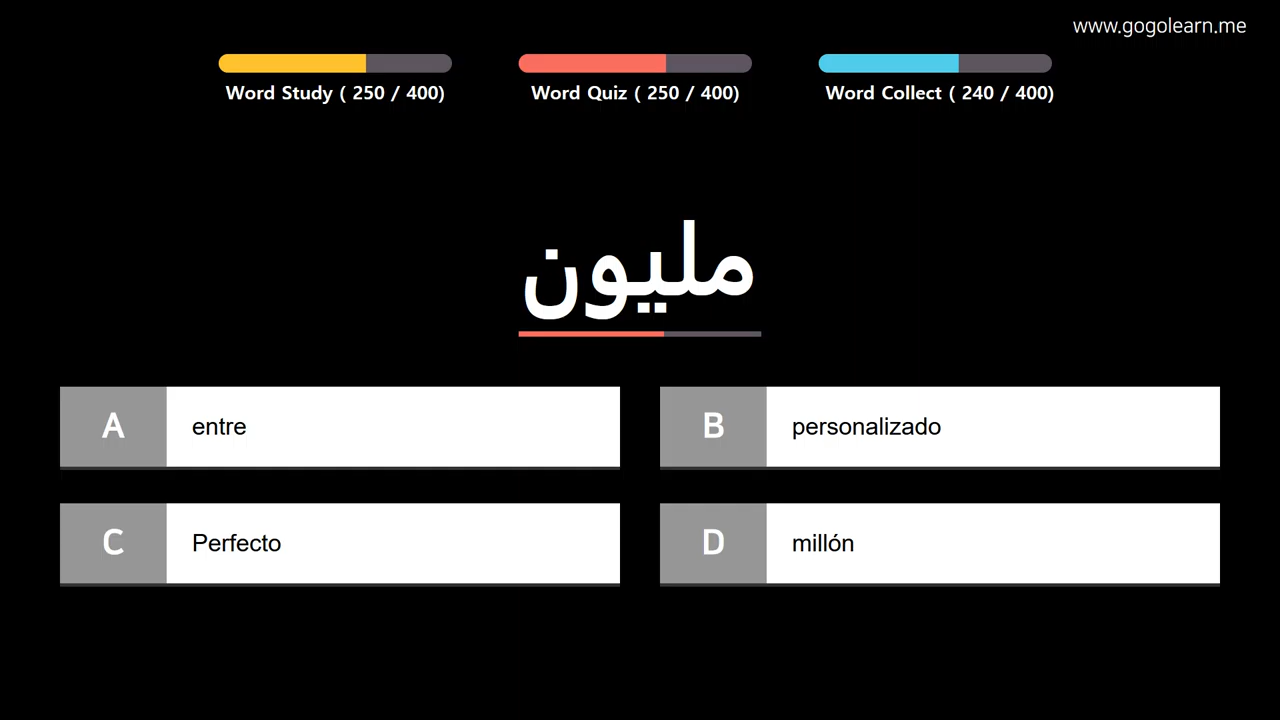 www.gogolearn.me
Word Study ( 250 / 400)
Word Quiz ( 250 / 400)
Word Collect ( 240 / 400)
مليون
A
entre
B
personalizado
C
Perfecto
D
millón